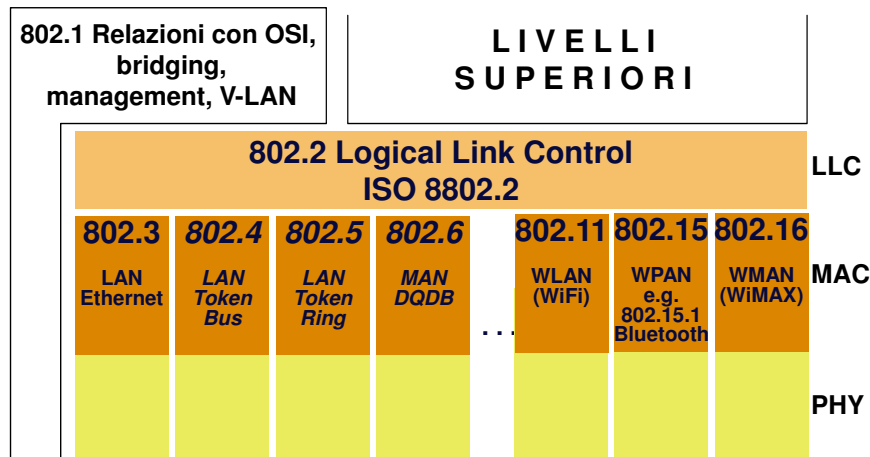 802.1 Relazioni con OSI,
bridging,
management, V-LAN
L I V E L L I
S U P E R I O R I
802.2 Logical Link Control
ISO 8802.2
LLC
802.3
LAN
Ethernet
802.4
LAN
Token
Bus
802.5
LAN
Token
Ring
802.6
MAN
DQDB
. . .
802.11
WLAN
(WiFi)
802.15
WPAN
e.g.
802.15.1
Bluetooth
802.16
WMAN
(WiMAX)
MAC
PHY